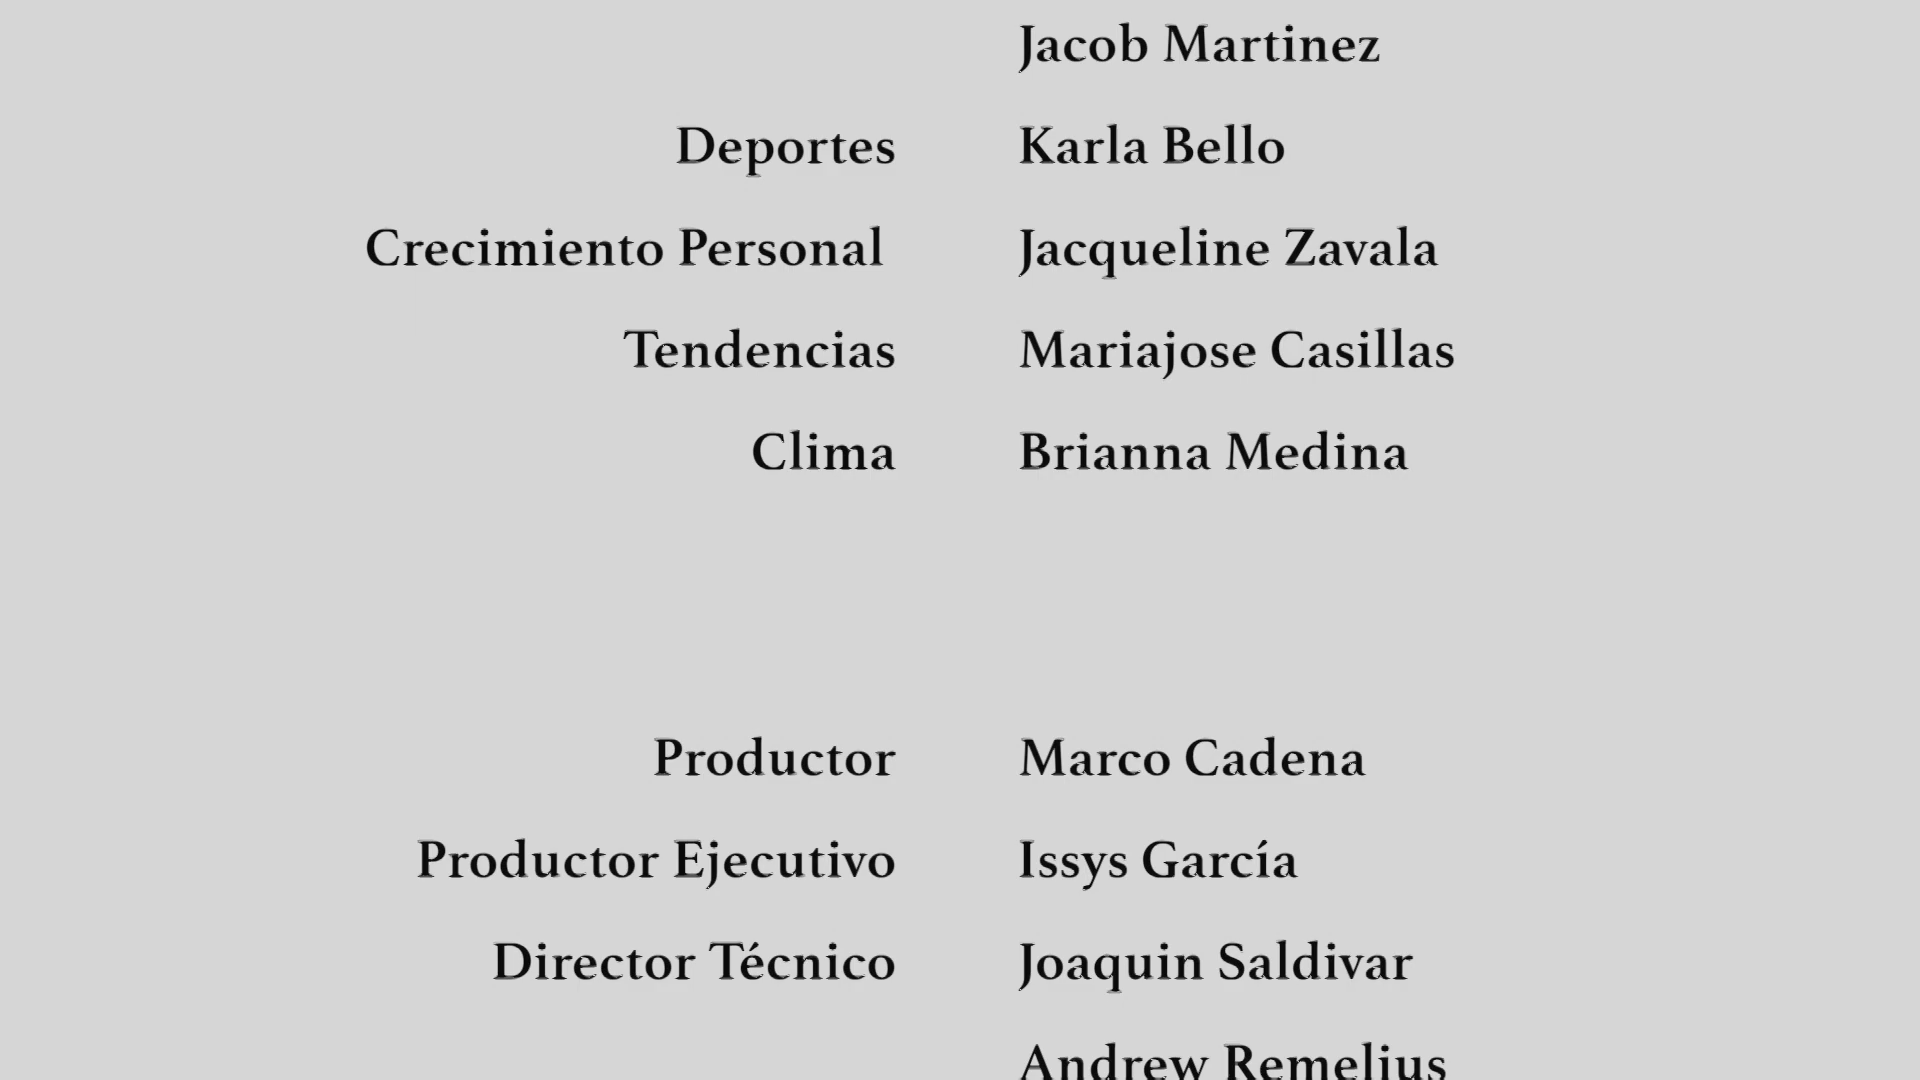 Jacob Martinez
Deportes Karla Bello
Crecimiento Personal Jacqueline Zavala
Tendencias Mariajose Casillas
Clima Brianna Medina
Productor Marco Cadena
Productor Ejecutivo Issys García
Director Técnico Joaquin Saldivar
Andrew Remelius